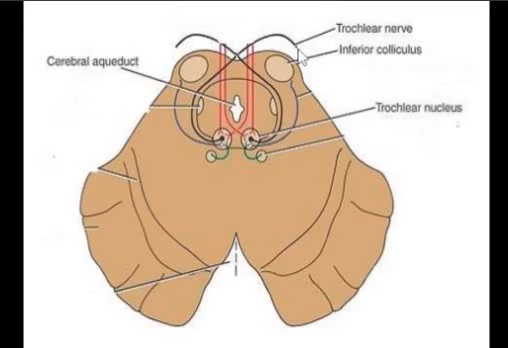 Trochlear nerve
Inferior colliculus
Cerebral aqueduct
Trochlear nucleus